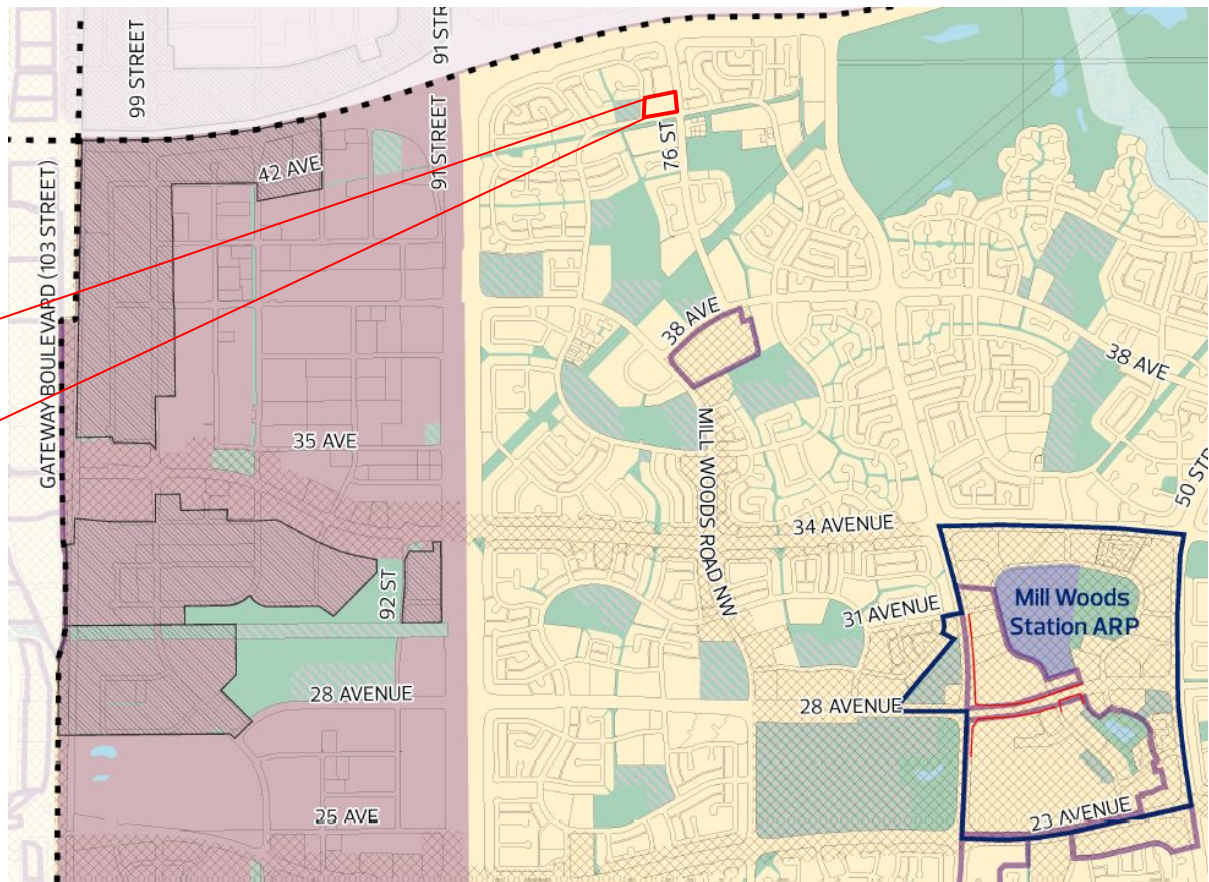 99 STREET
91 STR
42 AVE
91 STREET
76 ST
GATEWAY BOULEVARD (103 STREET)
38 AVE
38 AVE
35 AVE
MILL WOODS ROAD NW
50 STR
34 AVENUE
92 ST
31 AVENUE
Mill Woods
Station ARP
28 AVENUE
28 AVENUE
25 AVE
23 AVENUE